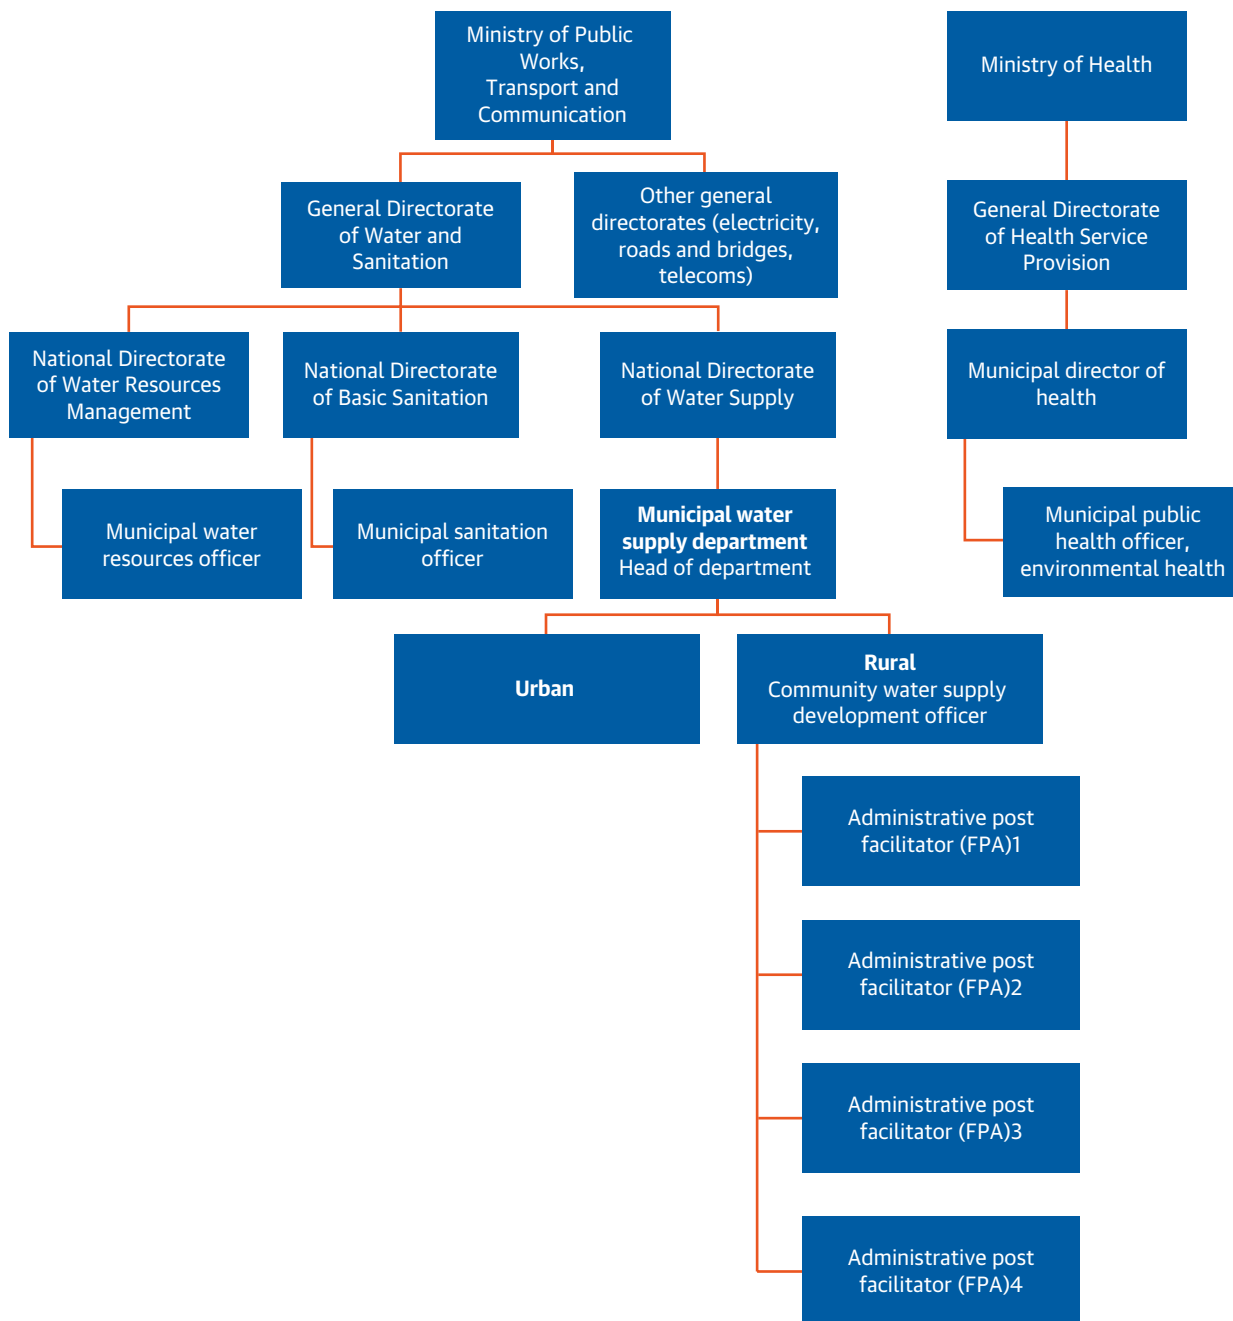 Ministry of Public
Works,
Transport and
Communication
Ministry of Health
General Directorate
of Water and
Sanitation
Other general
directorates (electricity,
roads and bridges,
telecoms)
General Directorate
of Health Service
Provision
National Directorate
of Water Resources
Management
National Directorate
of Basic Sanitation
National Directorate
of Water Supply
Municipal director of
health
Municipal water
resources officer
Municipal sanitation
officer
Municipal water
supply department
Head of department
Municipal public
health officer,
environmental health
Urban
Rural
Community water supply
development officer
Administrative post
facilitator (FPA)1
Administrative post
facilitator (FPA)2
Administrative post
facilitator (FPA)3
Administrative post
facilitator (FPA)4